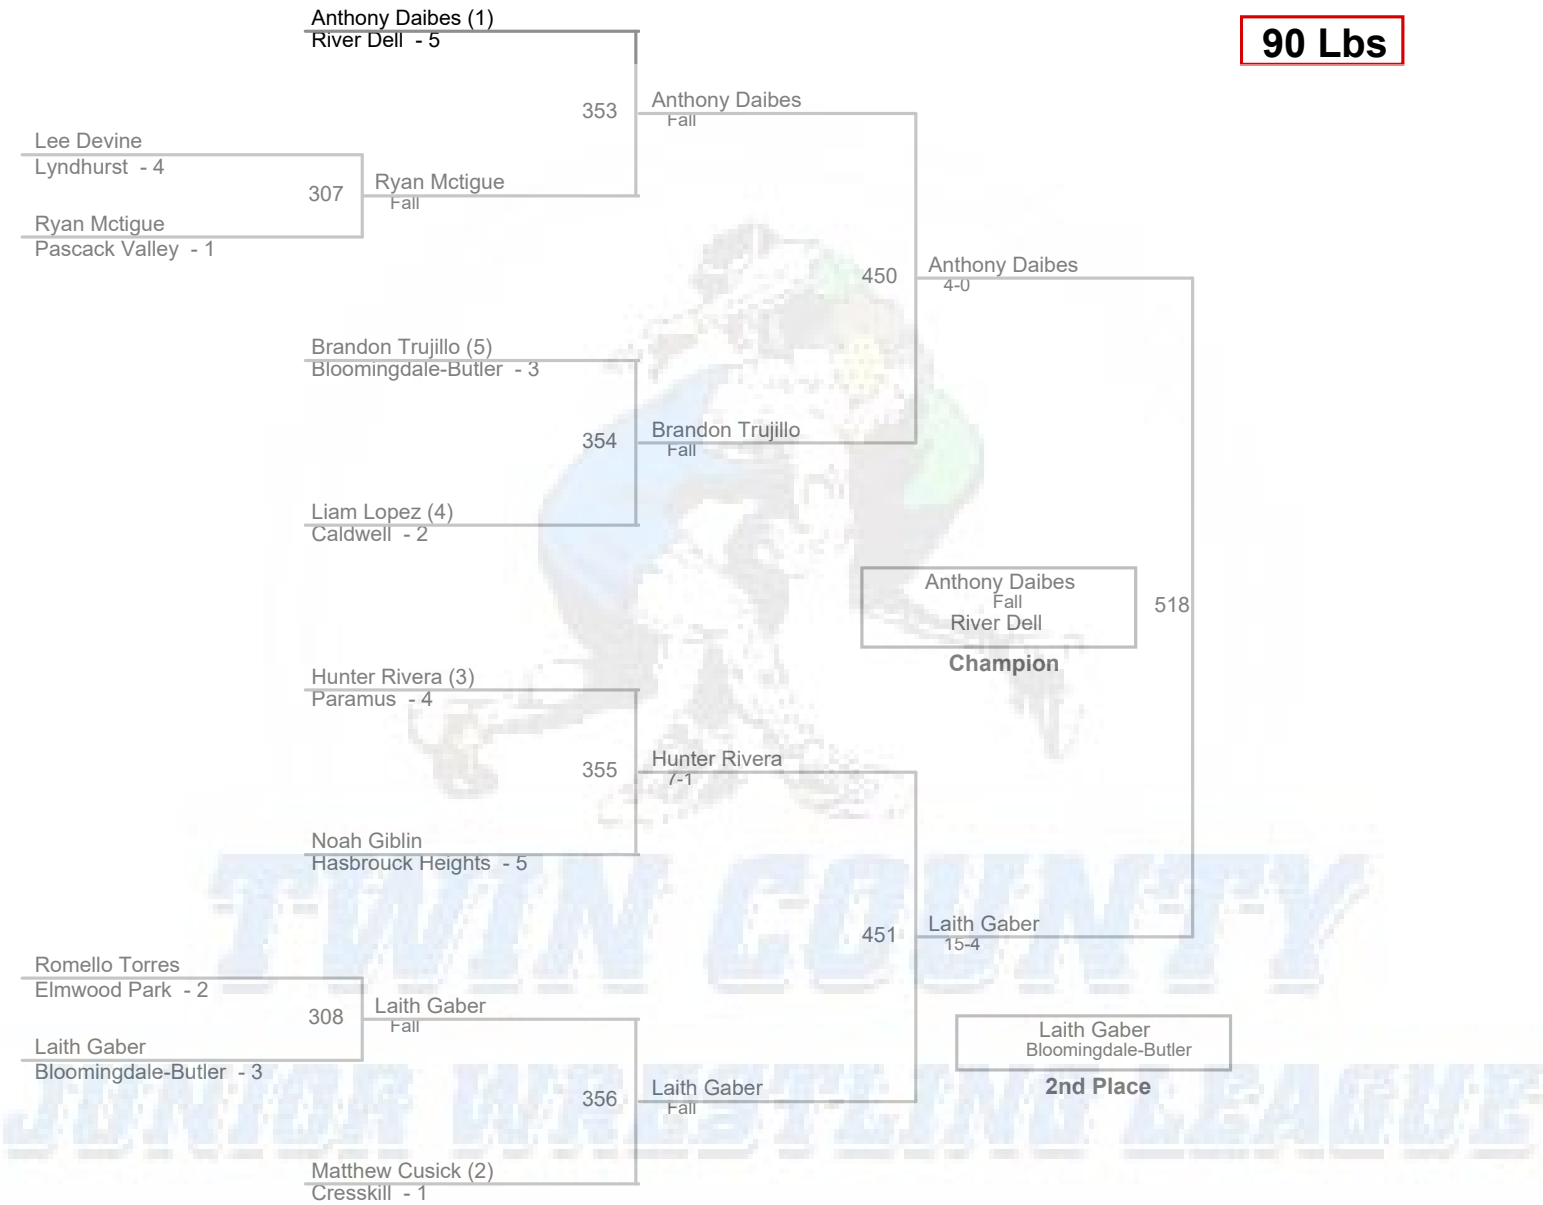 Anthony Daibes (1)
River Dell - 5
90 Lbs
353
Anthony Daibes
Fall
Lee Devine
Lyndhurst - 4
307
Ryan Mctigue
Fall
Ryan Mctigue
Pascack Valley - 1
450
Anthony Daibes
4-0
Brandon Trujillo (5)
Bloomingdale-Butler - 3
354
Brandon Trujillo
Fall
Liam Lopez (4)
Caldwell - 2
Anthony Daibes
Fall
River Dell
518
Champion
Hunter Rivera (3)
Paramus - 4
355
Hunter Rivera
7-1
Noah Giblin
Hasbrouck Heights - 5
TWIN COUNTY
451
Laith Gaber
15-4
Romello Torres
Elmwood Park - 2
308
Laith Gaber
Fall
Laith Gaber
Bloomingdale-Butler - 3
Laith Gaber
Bloomingdale-Butler
2nd Place
JUNIOR WRESTLING LEAGUE
356
Laith Gaber
Fall
Matthew Cusick (2)
Cresskill - 1